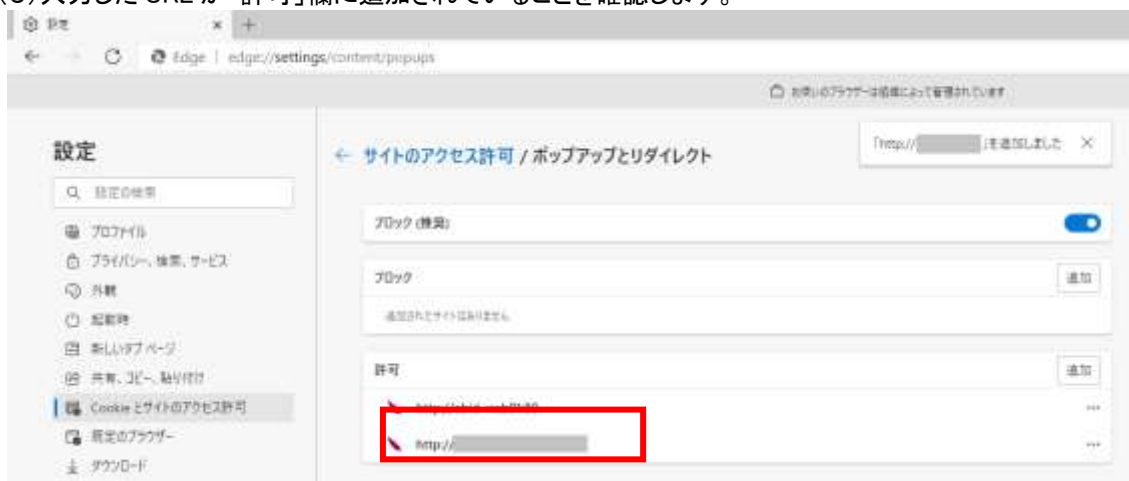 入力した URL が「許可」欄に追加されていることを確認します。
設定
Edge | edge://settings/content/popups
お使いのブラウザーは組織によって管理されています
設定
設定の検索
プロファイル
プライバシー、検索、サービス
外観
起動時
新しいタブ ページ
共有、コピー、貼り付け
Cookie とサイトのアクセス許可
既定のブラウザー
ダウンロード
← サイトのアクセス許可 / ポップアップとリダイレクト
「http:// 」を追加しました
ブロック (推奨)
ブロック
追加
追加されたサイトはありません
許可
追加
http://